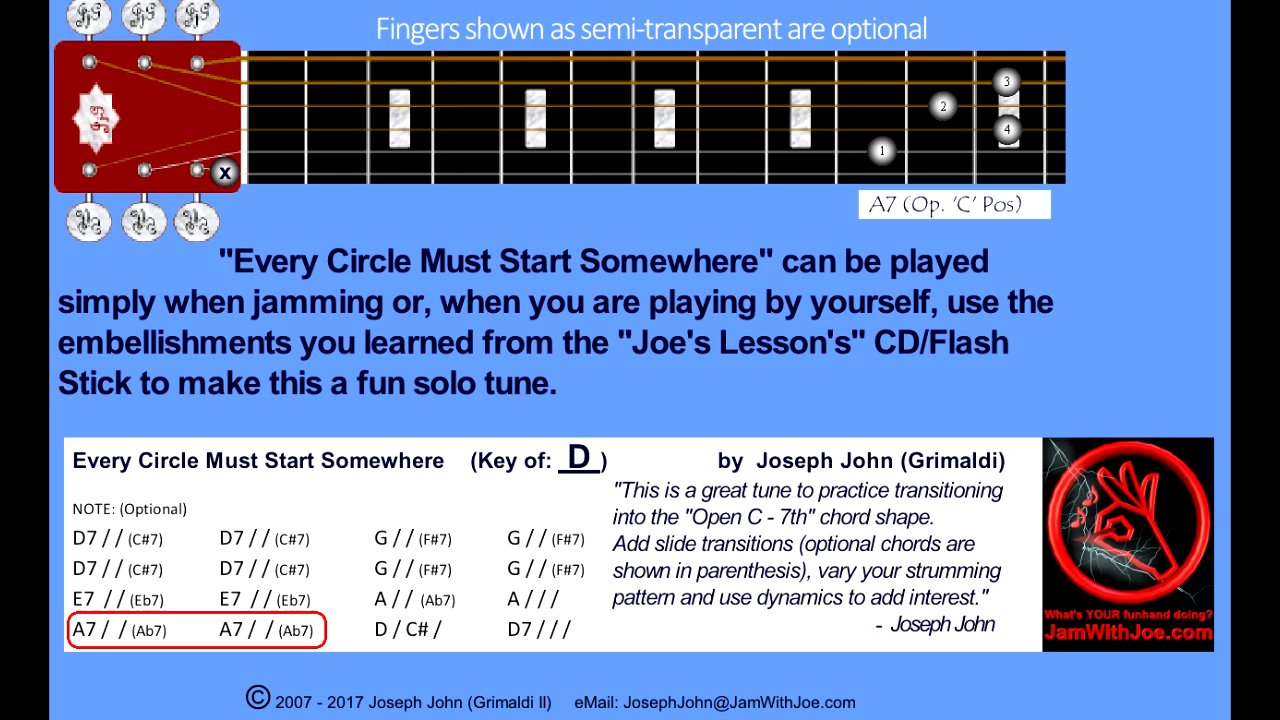 Fingers shown as semi-transparent are optional
3
2
4
1
x
A7 (Op. 'C' Pos)
"Every Circle Must Start Somewhere" can be played
simply when jamming or, when you are playing by yourself, use the
embellishments you learned from the "Joe's Lesson's" CD/Flash
Stick to make this a fun solo tune.
Every Circle Must Start Somewhere (Key of: D ) by Joseph John (Grimaldi)
NOTE: (Optional)
D7 / / (C#7) D7 / / (C#7) G / / (F#7) G / / (F#7)
D7 / / (C#7) D7 / / (C#7) G / / (F#7) G / / (F#7)
E7 / / (Eb7) E7 / / (Eb7) A / / (Ab7) A / / /
A7 / / (Ab7) A7 / / (Ab7) D / C# / D7 / / /
"This is a great tune to practice transitioning
into the "Open C - 7th" chord shape.
Add slide transitions (optional chords are
shown in parenthesis), vary your strumming
pattern and use dynamics to add interest."
- Joseph John
What's YOUR funhand doing?
JamWithJoe.com
© 2007 - 2017 Joseph John (Grimaldi II) eMail: JosephJohn@JamWithJoe.com